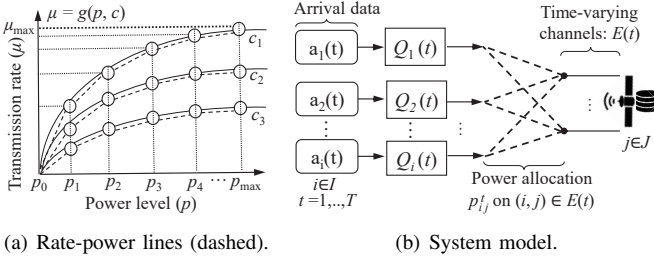 μ = g(p, c)
μmax
c1
c2
c3
Transmission rate (μ)
p0 p1 p2 p3 p4 ··· pmax
Power level (p)
(a) Rate-power lines (dashed).
Arrival data
a1(t) Q1(t)
a2(t) Q2(t)
ai(t) Qi(t)
i∈I
t =1,..,T
Time-varying
channels: E(t)
j∈J
Power allocation
p^t_ij on (i, j) ∈ E(t)
(b) System model.